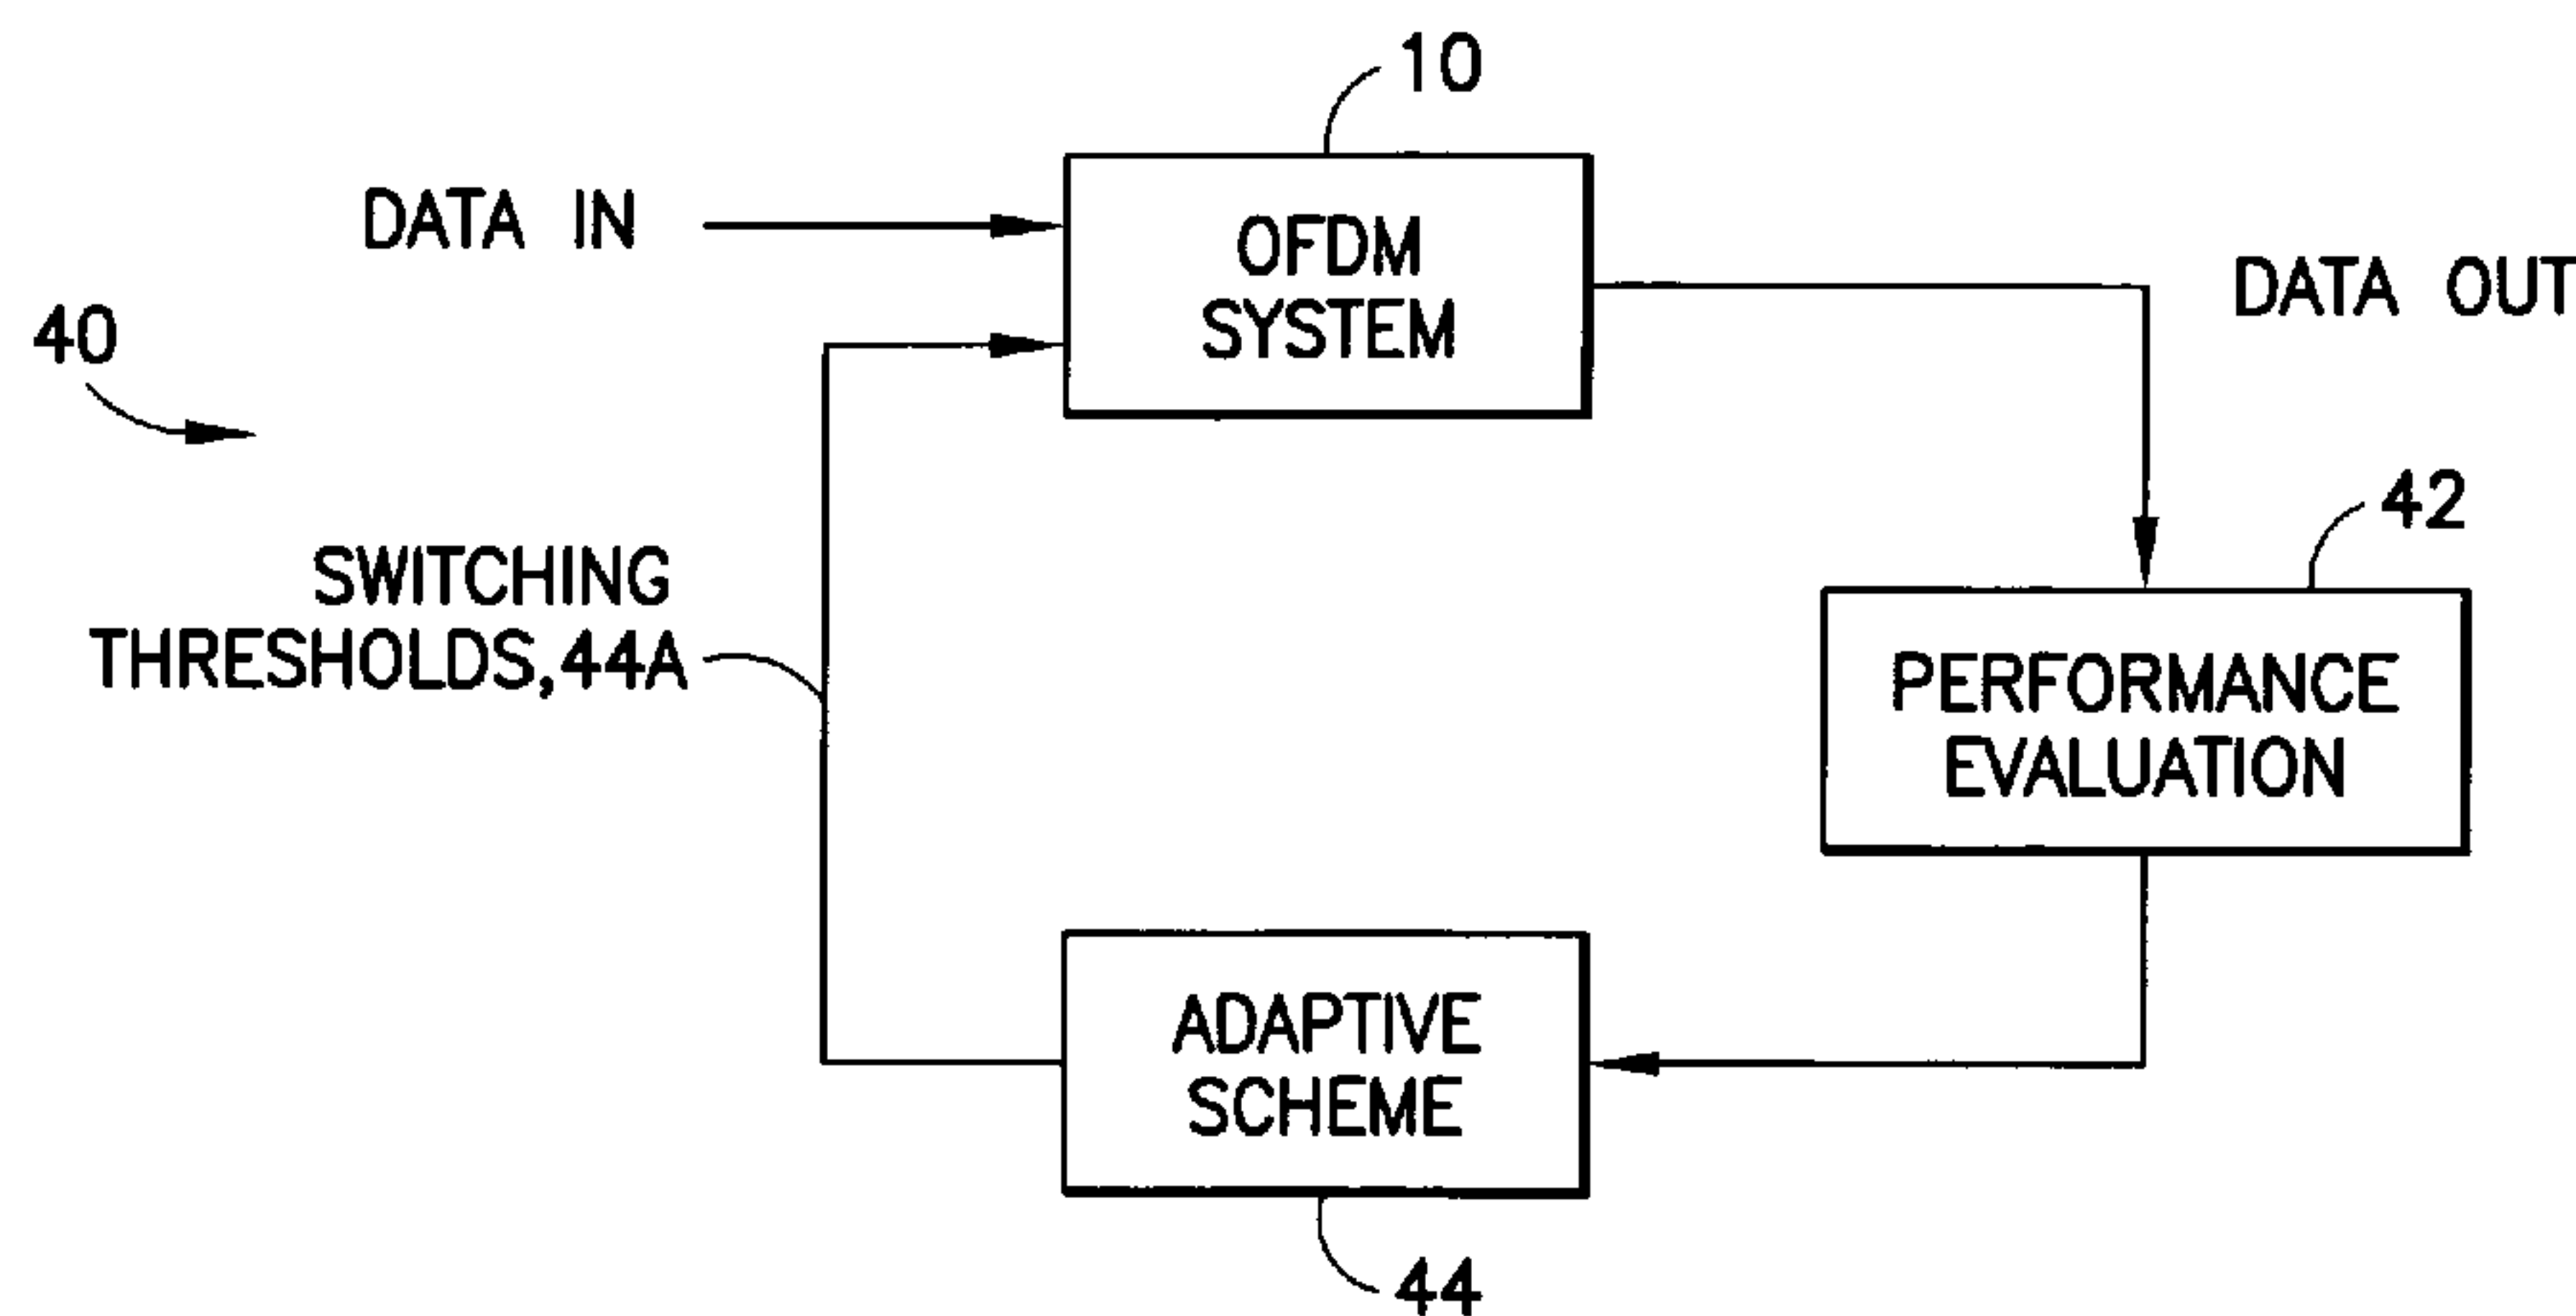 10
DATA IN
OFDM
SYSTEM
DATA OUT
40
42
SWITCHING
THRESHOLDS,44A
PERFORMANCE
EVALUATION
ADAPTIVE
SCHEME
44